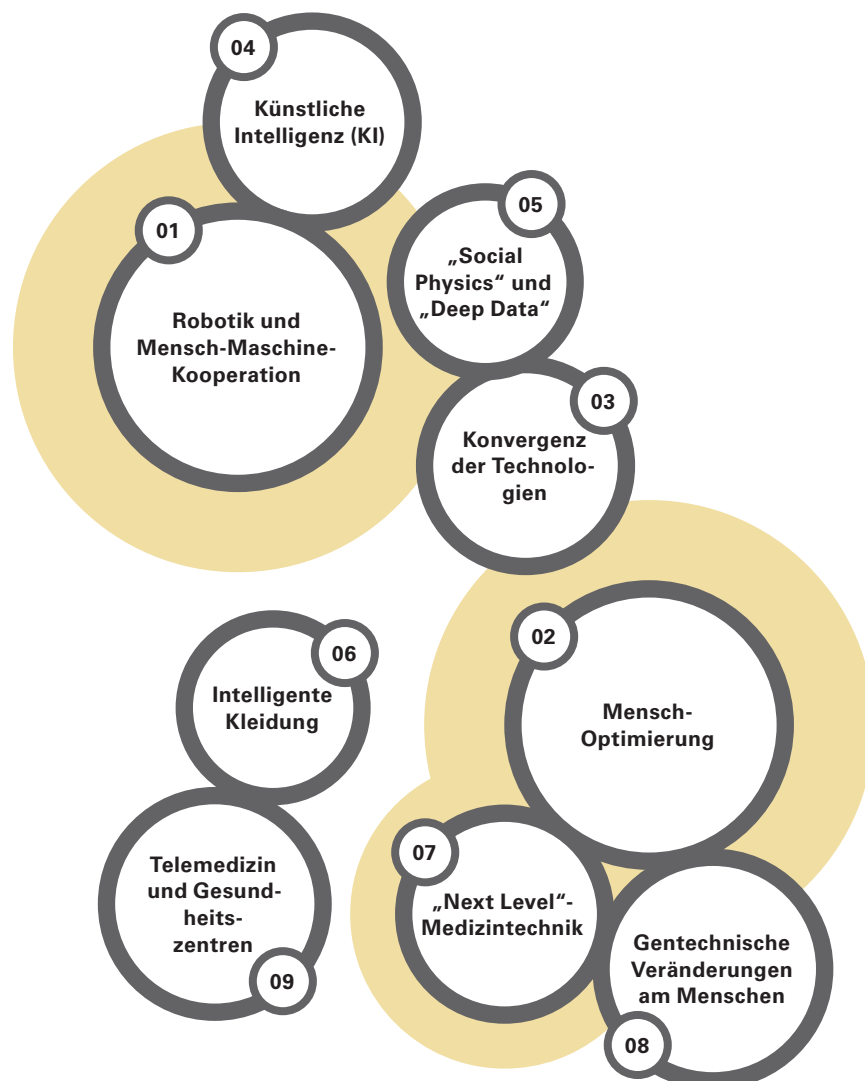 04
Künstliche
Intelligenz (KI)
01
Robotik und
Mensch-Maschine-
Kooperation
05
„Social
Physics“ und
„Deep Data“
03
Konvergenz
der Technolo-
gien
02
Mensch-
Optimierung
06
Intelligente
Kleidung
07
„Next Level“-
Medizintechnik
Telemedizin
und Gesund-
heits-
zentren
09
Gentechnische
Veränderungen
am Menschen
08